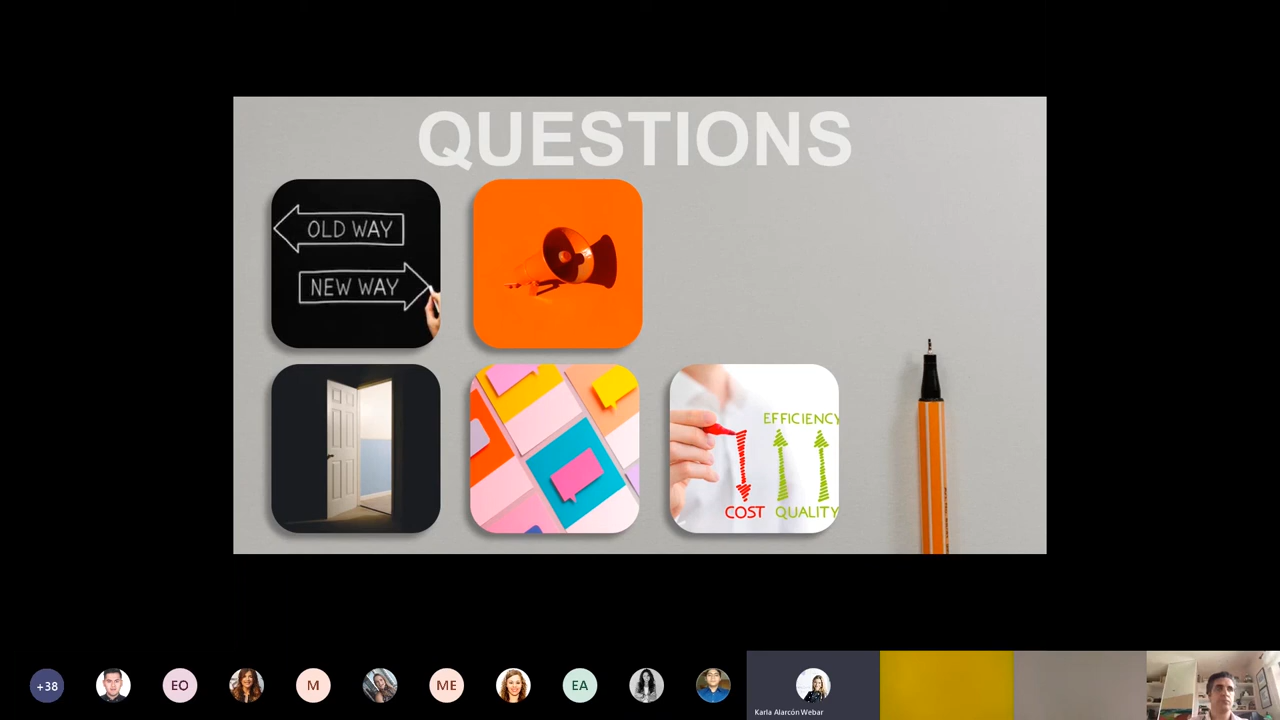 QUESTIONS
OLD WAY
NEW WAY
EFFICIENCY
COST QUALITY
+38
EO
M
ME
EA
Karla Alarcón Webar